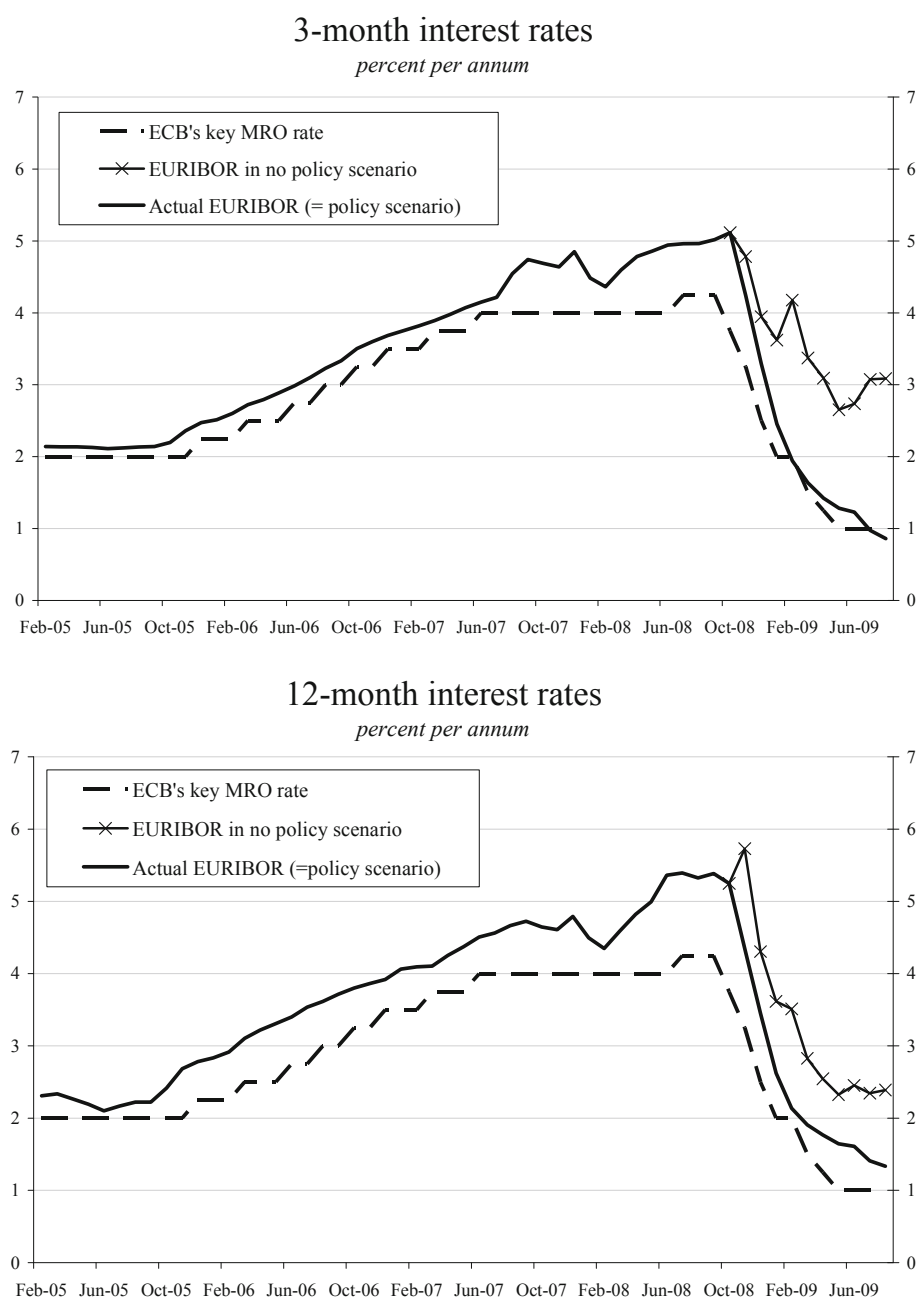 3-month interest rates
percent per annum
7 7
ECB's key MRO rate
6 EURIBOR in no policy scenario 6
Actual EURIBOR (= policy scenario)
5 5
4 4
3 3
2 2
1 1
0 0
Feb-05 Jun-05 Oct-05 Feb-06 Jun-06 Oct-06 Feb-07 Jun-07 Oct-07 Feb-08 Jun-08 Oct-08 Feb-09 Jun-09
12-month interest rates
percent per annum
7 7
ECB's key MRO rate
6 EURIBOR in no policy scenario 6
Actual EURIBOR (=policy scenario)
5 5
4 4
3 3
2 2
1 1
0 0
Feb-05 Jun-05 Oct-05 Feb-06 Jun-06 Oct-06 Feb-07 Jun-07 Oct-07 Feb-08 Jun-08 Oct-08 Feb-09 Jun-09